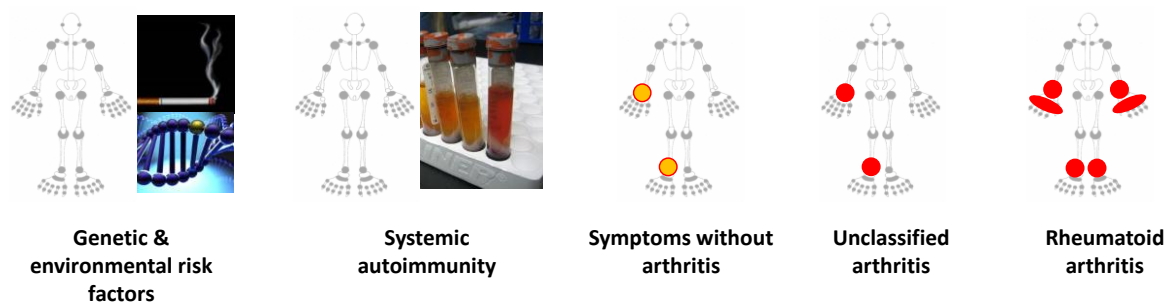 Genetic &
environmental risk
factors
Systemic
autoimmunity
Symptoms without
arthritis
Unclassified
arthritis
Rheumatoid
arthritis